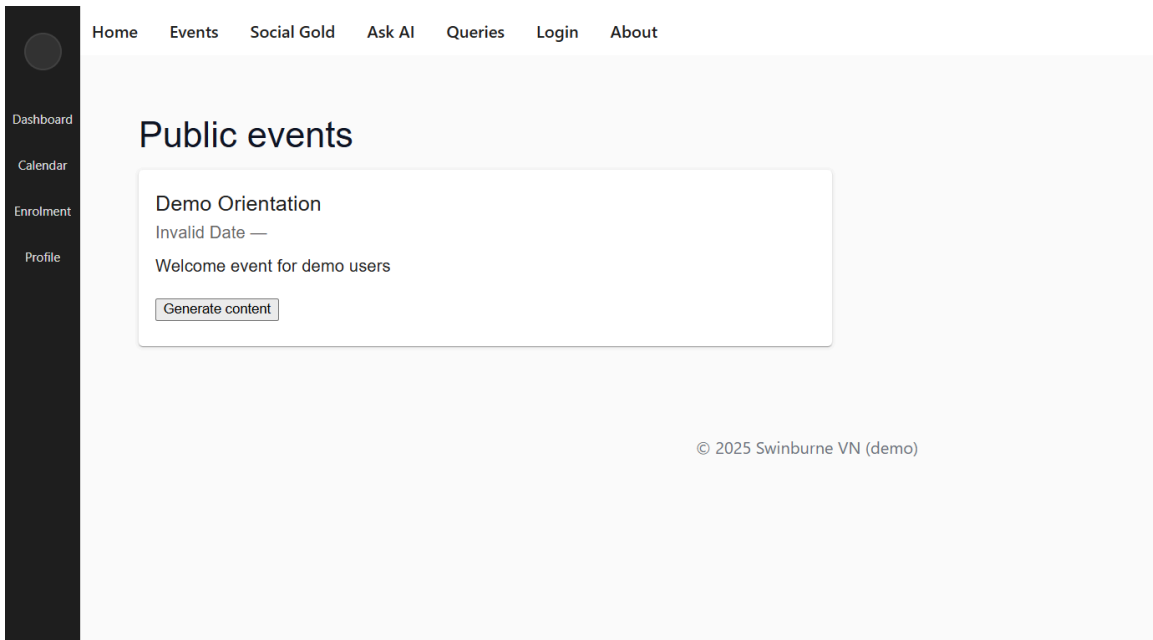 Home Events Social Gold Ask AI Queries Login About
Dashboard
Calendar
Enrolment
Profile
Public events
Demo Orientation
Invalid Date —
Welcome event for demo users
Generate content
© 2025 Swinburne VN (demo)